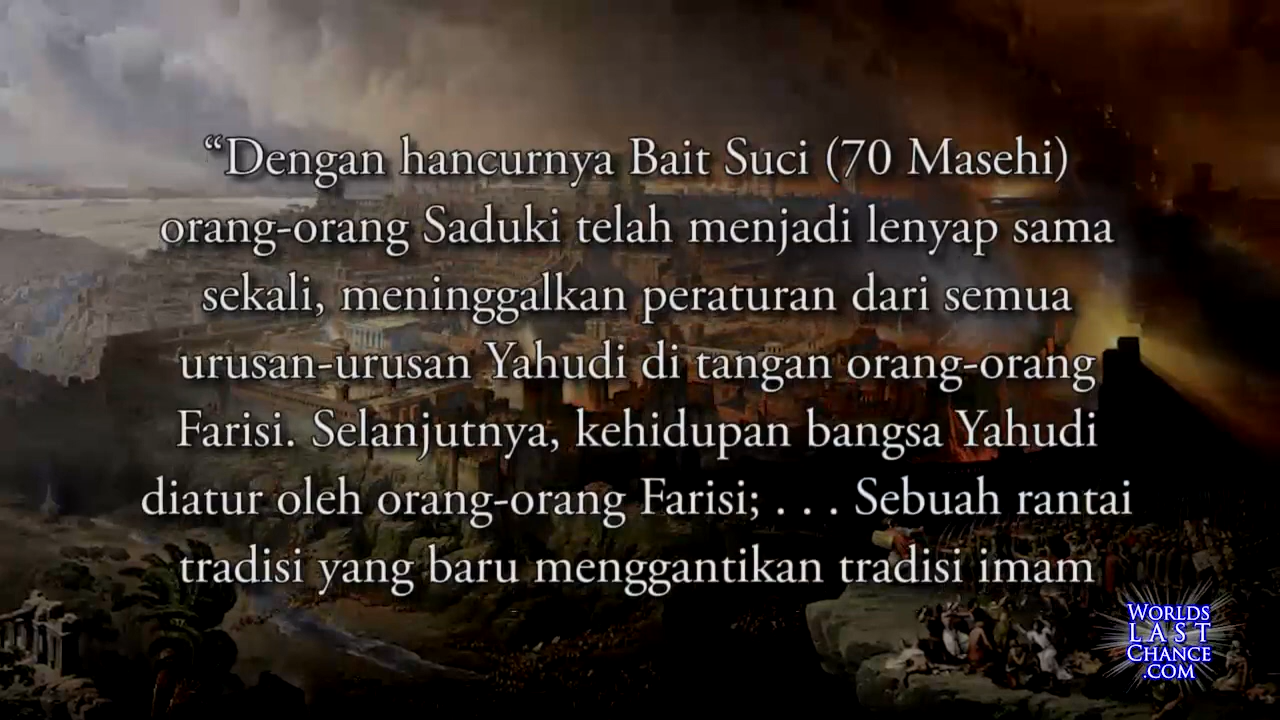 “Dengan hancurnya Bait Suci (70 Masehi)
orang-orang Saduki telah menjadi lenyap sama
sekali, meninggalkan peraturan dari semua
urusan-urusan Yahudi di tangan orang-orang
Farisi. Selanjutnya, kehidupan bangsa Yahudi
diatur oleh orang-orang Farisi; . . . Sebuah rantai
tradisi yang baru menggantikan tradisi imam
WORLDS
LAST
CHANCE
.COM